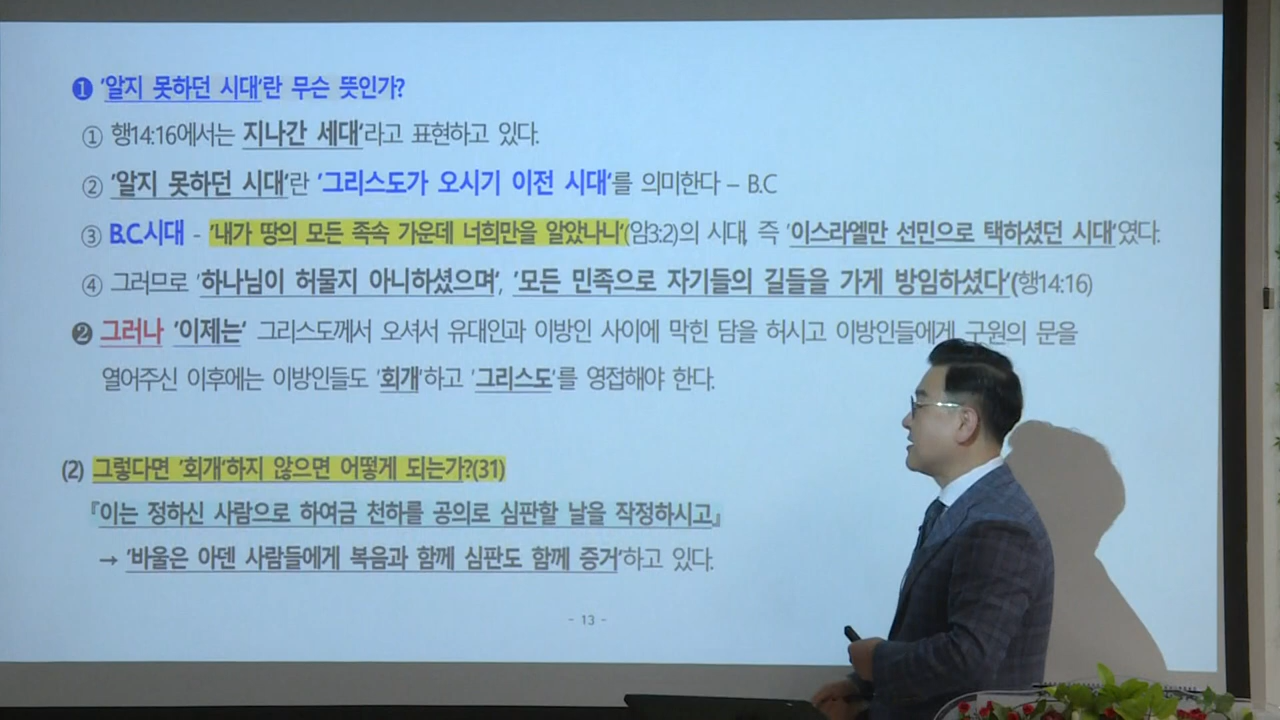 ❶ '알지 못하던 시대'란 무슨 뜻인가?
① 행14:16에서는 지나간 세대'라고 표현하고 있다.
② '알지 못하던 시대'란 '그리스도가 오시기 이전 시대'를 의미한다 – B.C
③ B.C시대 - '내가 땅의 모든 족속 가운데 너희만을 알았나니'(암3:2)의 시대, 즉 '이스라엘만 선민으로 택하셨던 시대'였다.
④ 그러므로 '하나님이 허물지 아니하셨으며', '모든 민족으로 자기들의 길들을 가게 방임하셨다'(행14:16)
❷ 그러나 '이제는' 그리스도께서 오셔서 유대인과 이방인 사이에 막힌 담을 허시고 이방인들에게 구원의 문을
열어주신 이후에는 이방인들도 '회개'하고 '그리스도'를 영접해야 한다.
(2) 그렇다면 '회개'하지 않으면 어떻게 되는가?(31)
『이는 정하신 사람으로 하여금 천하를 공의로 심판할 날을 작정하시고』
→ '바울은 아덴 사람들에게 복음과 함께 심판도 함께 증거'하고 있다.
- 13 -